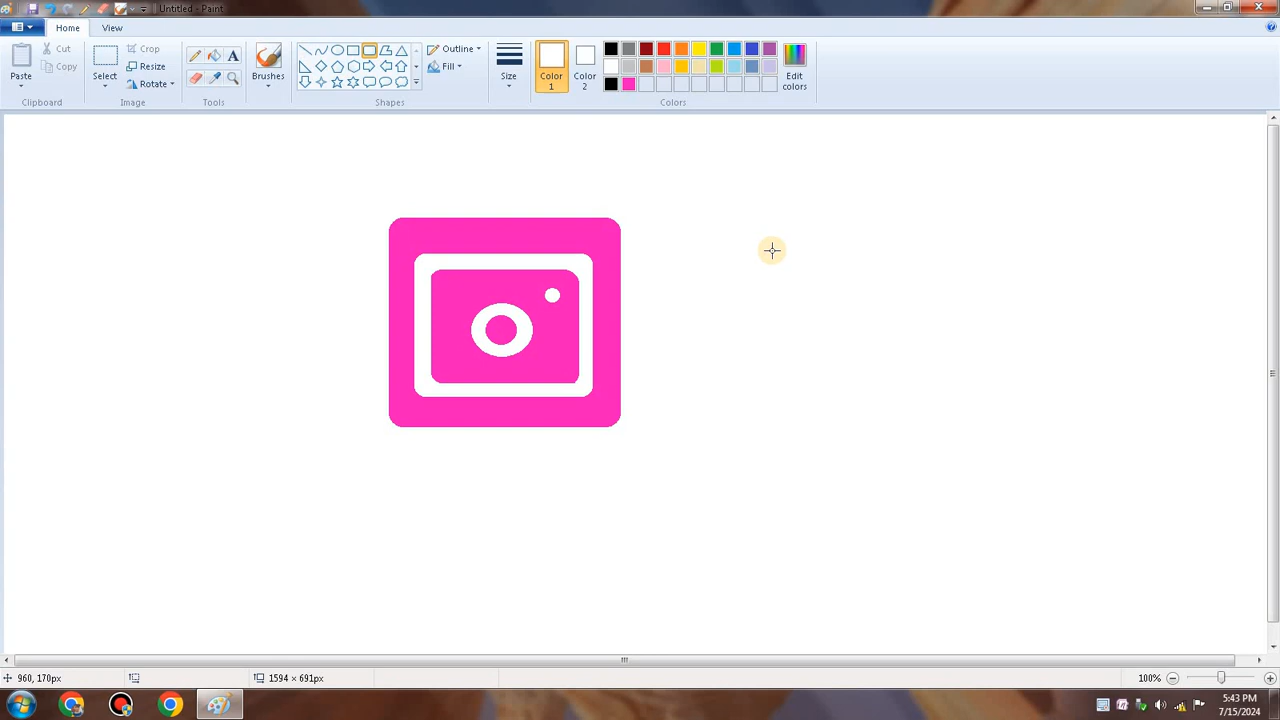 Untitled - Paint
Home View
Paste
Cut
Copy
Clipboard
Select
Crop
Resize
Rotate
Image
Tools
Brushes
Outline
Fill
Shapes
Size
Color 1
Color 2
Colors
Edit colors
960, 170px
1594 × 691px
100%
5:43 PM
7/15/2024